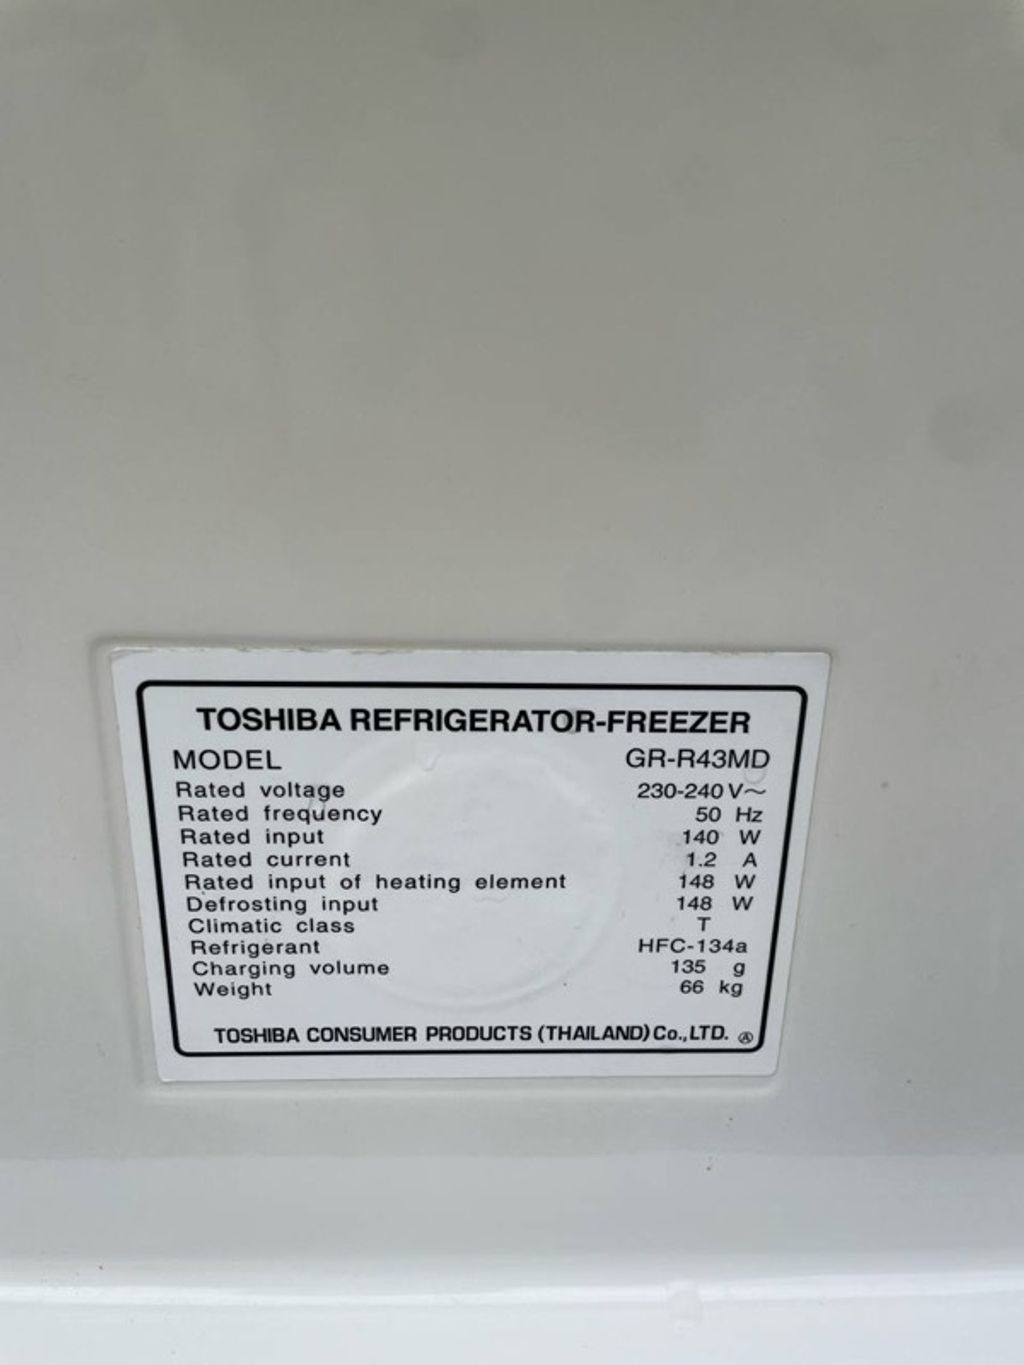 TOSHIBA REFRIGERATOR-FREEZER
MODEL GR-R43MD
Rated voltage 230-240 V~
Rated frequency 50 Hz
Rated input 140 W
Rated current 1.2 A
Rated input of heating element 148 W
Defrosting input 148 W
Climatic class T
Refrigerant HFC-134a
Charging volume 135 g
Weight 66 kg
TOSHIBA CONSUMER PRODUCTS (THAILAND) Co.,LTD. Ⓐ